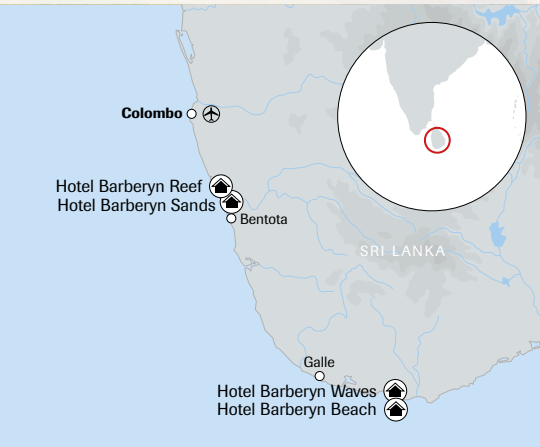 Colombo
Hotel Barberyn Reef
Hotel Barberyn Sands
Bentota
SRI LANKA
Galle
Hotel Barberyn Waves
Hotel Barberyn Beach